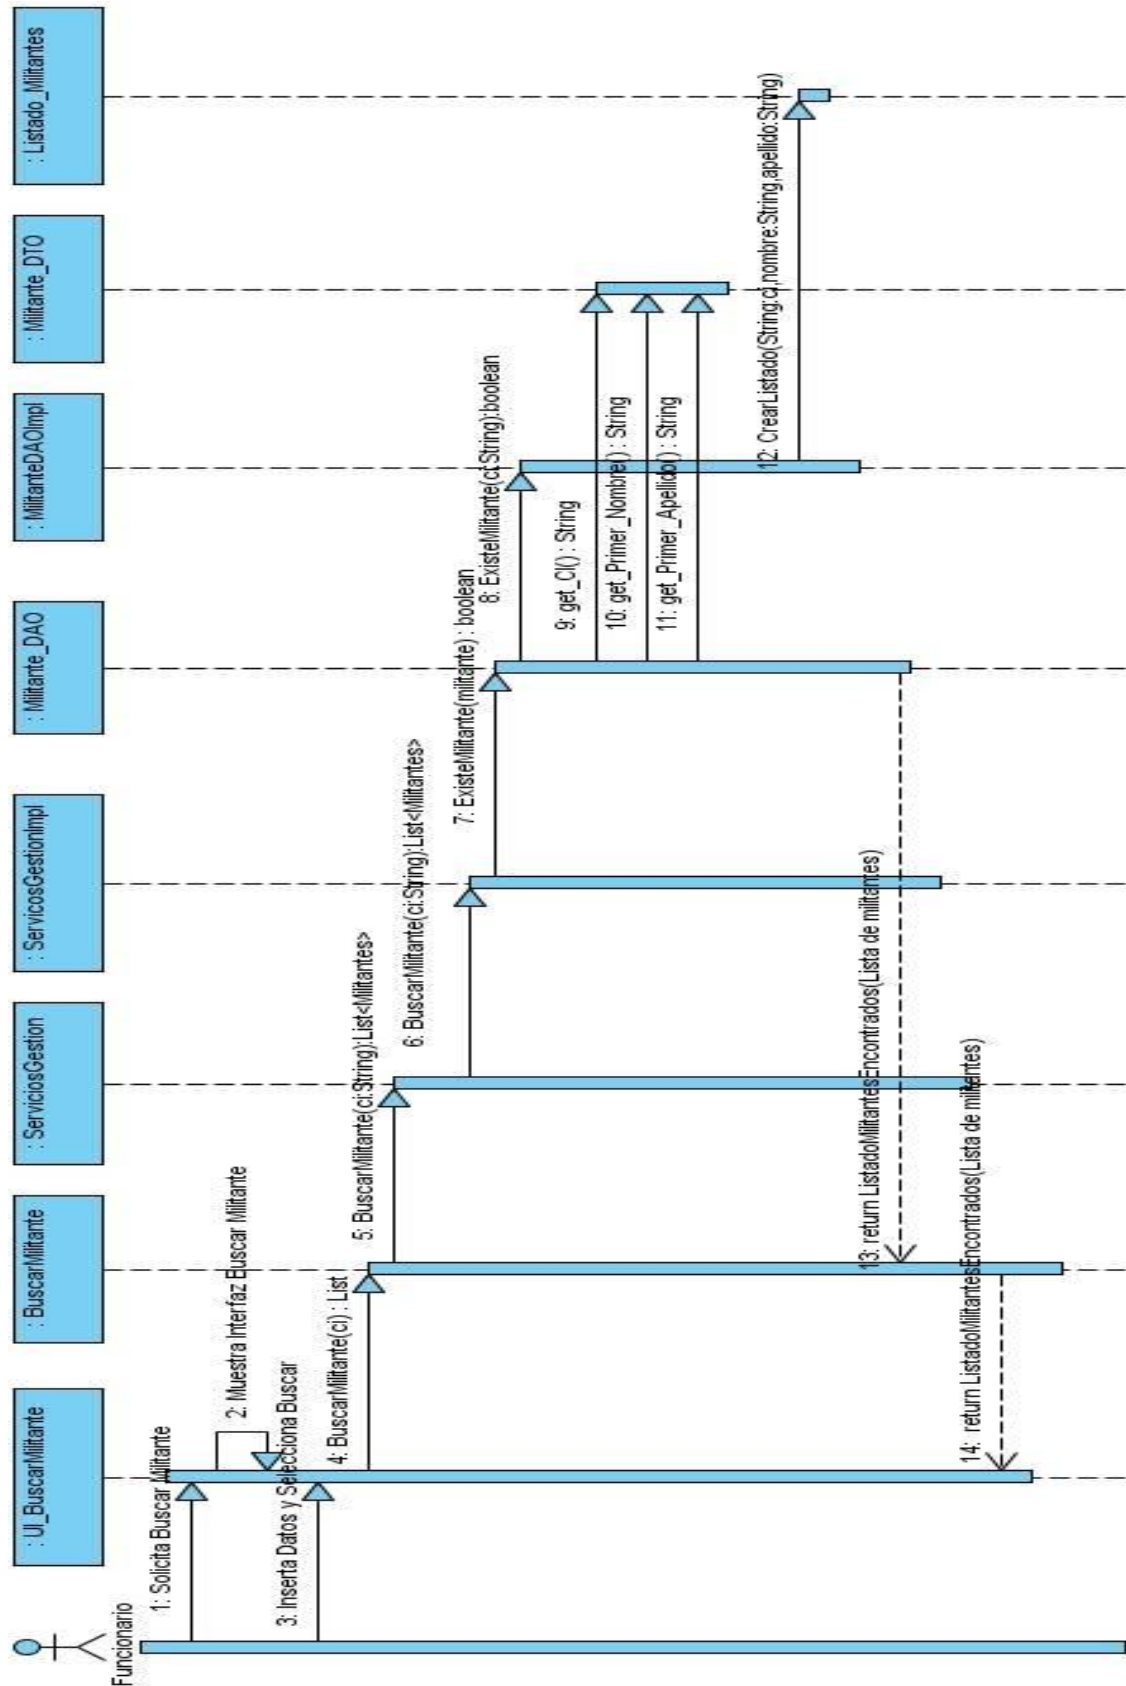 Funcionario
: UI_BuscarMilitante
: BuscarMilitante
: ServiciosGestion
: ServicosGestionImpl
: Militante_DAO
: MilitanteDAOImpl
: Militante_DTO
: Listado_Militantes
1: Solicita Buscar Militante
2: Muestra Interfaz Buscar Militante
3: Inserta Datos y Selecciona Buscar
4: BuscarMilitante(ci) : List
5: BuscarMilitante(ci:String):List<Militantes>
6: BuscarMilitante(ci:String):List<Militantes>
7: ExisteMilitante(militante) : boolean
8: ExisteMilitante(ci:String):boolean
9: get_CI() : String
10: get_Primer_Nombre() : String
11: get_Primer_Apellido() : String
12: CrearListado(String:ci,nombre:String,apellido:String)
13: return ListadoMilitantesEncontrados(Lista de militantes)
14: return ListadoMilitantesEncontrados(Lista de militentes)